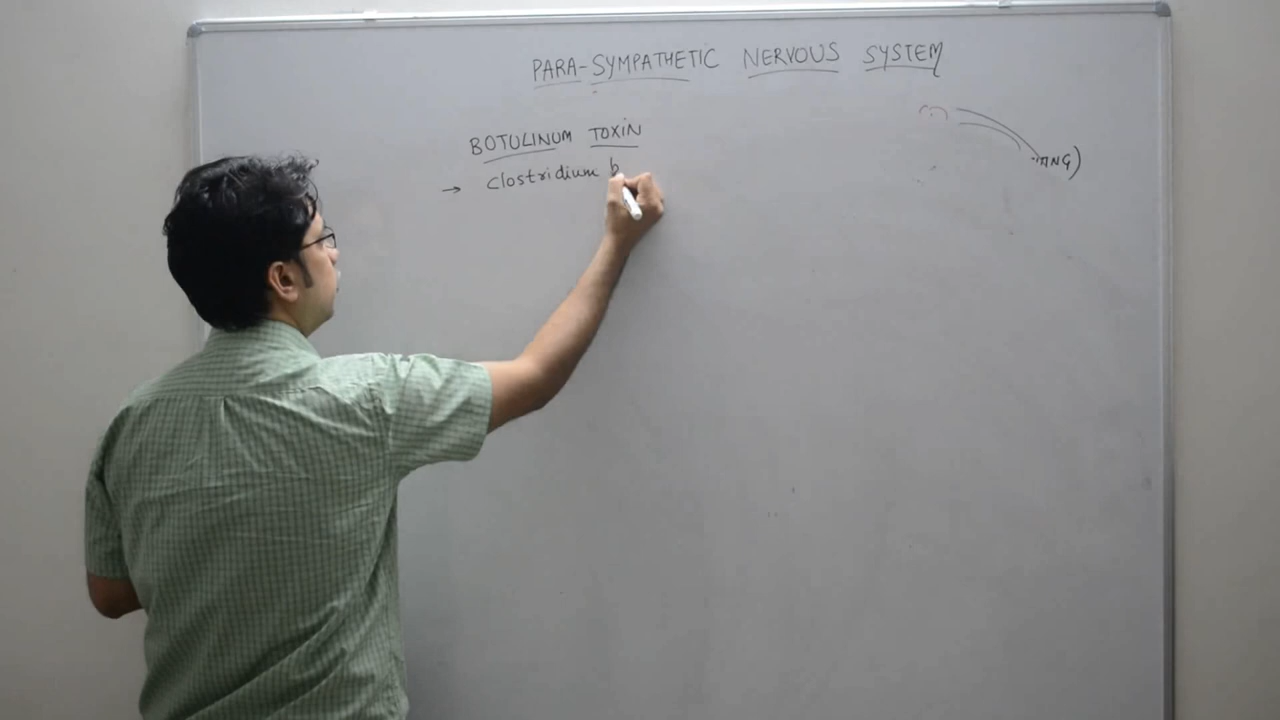 PARA-SYMPATHETIC NERVOUS SYSTEM
BOTULINUM TOXIN
→ Clostridium b